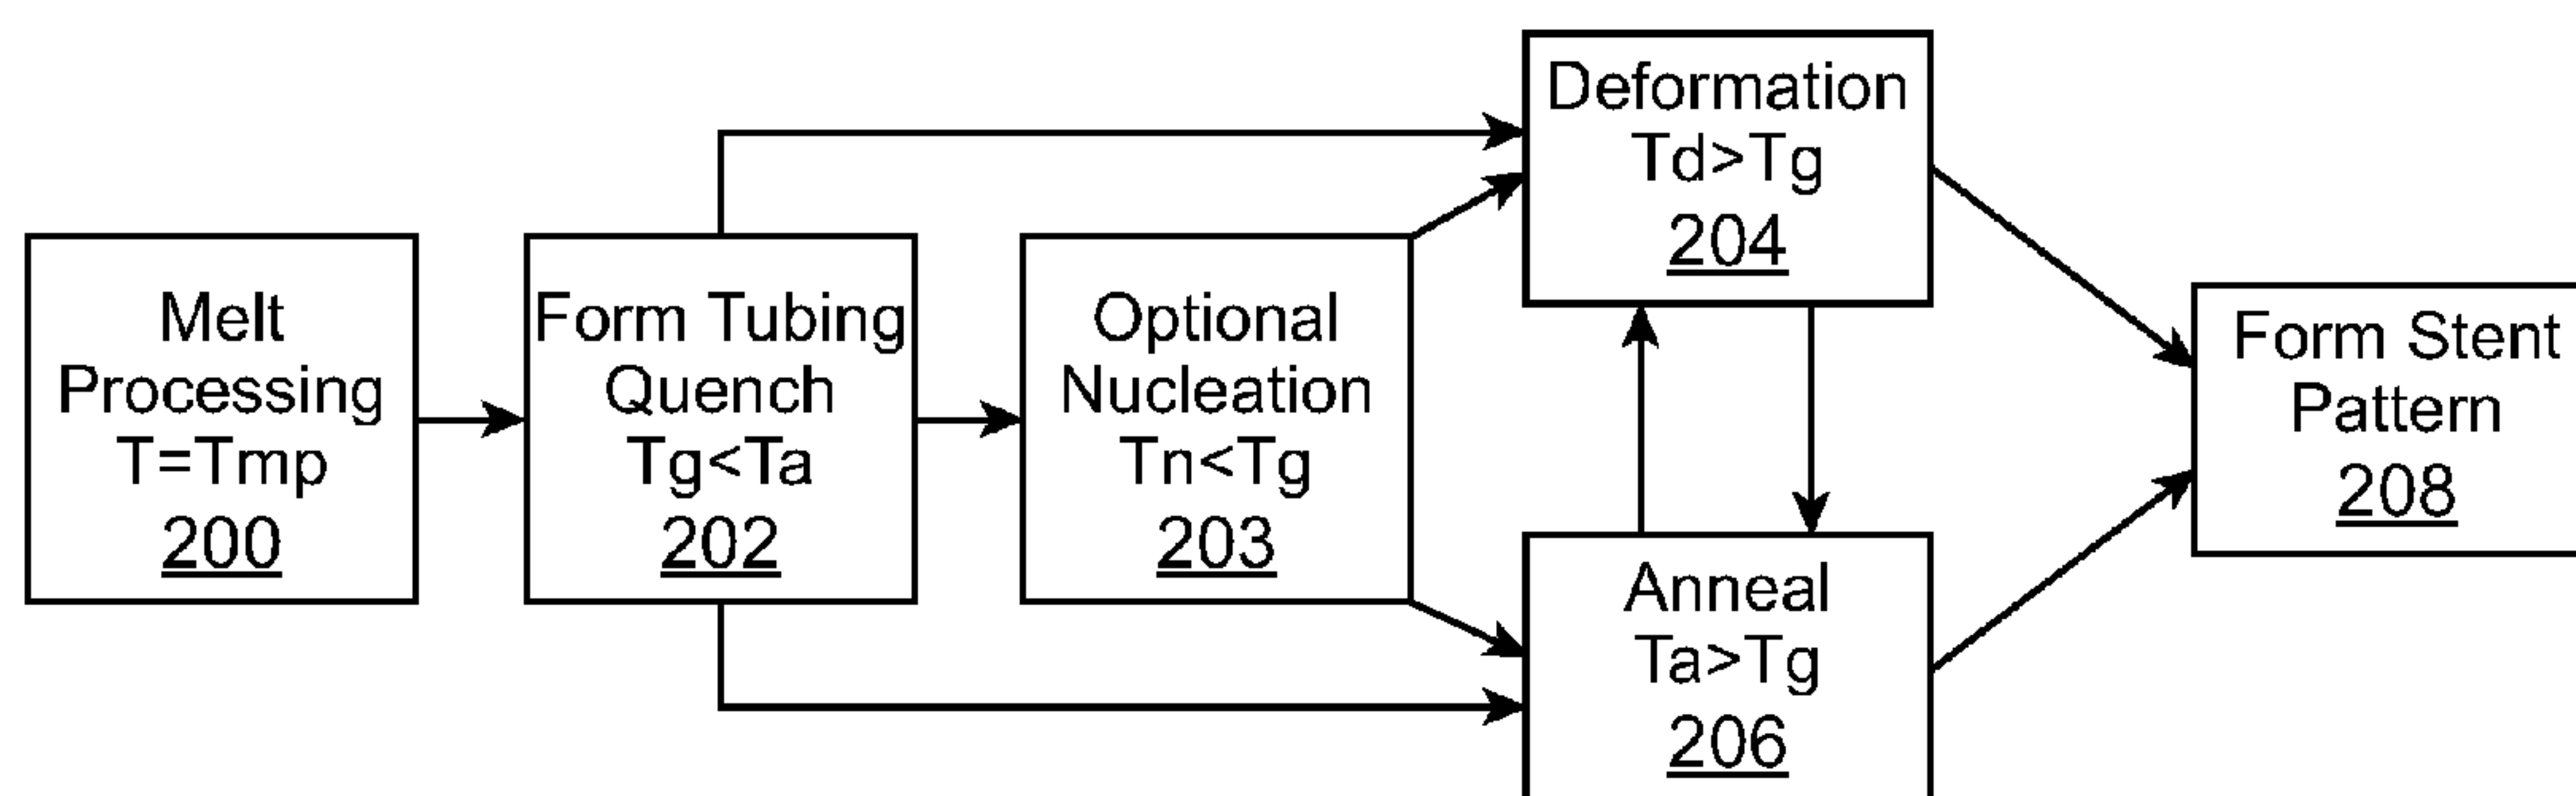 Melt
Processing
T=Tmp
200
Form Tubing
Quench
Tg<Ta
202
Optional
Nucleation
Tn<Tg
203
Deformation
Td>Tg
204
Anneal
Ta>Tg
206
Form Stent
Pattern
208